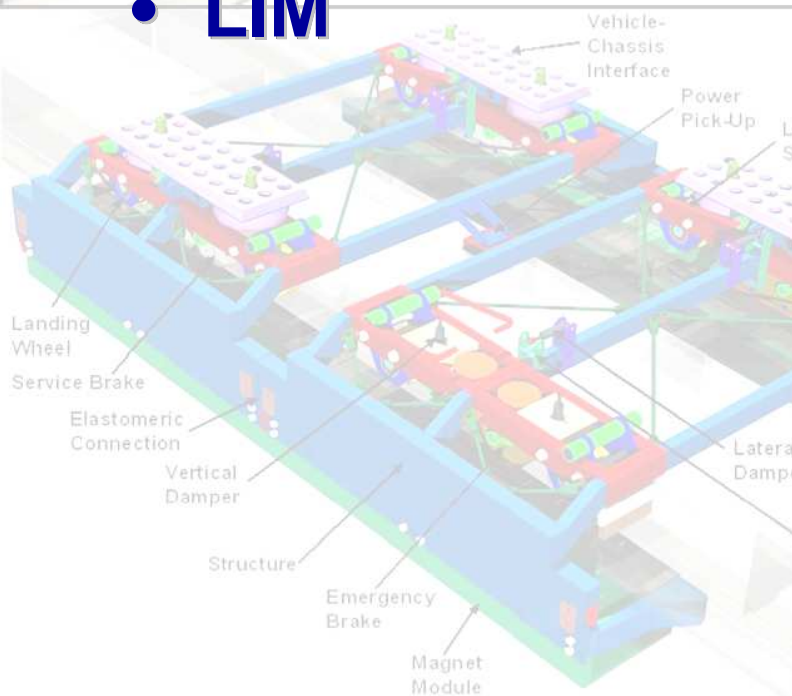 • LIM
Vehicle-
Chassis
Interface
Power
Pick-Up
Landing
Wheel
Service Brake
Elastomeric
Connection
Vertical
Damper
Structure
Emergency
Brake
Magnet
Module